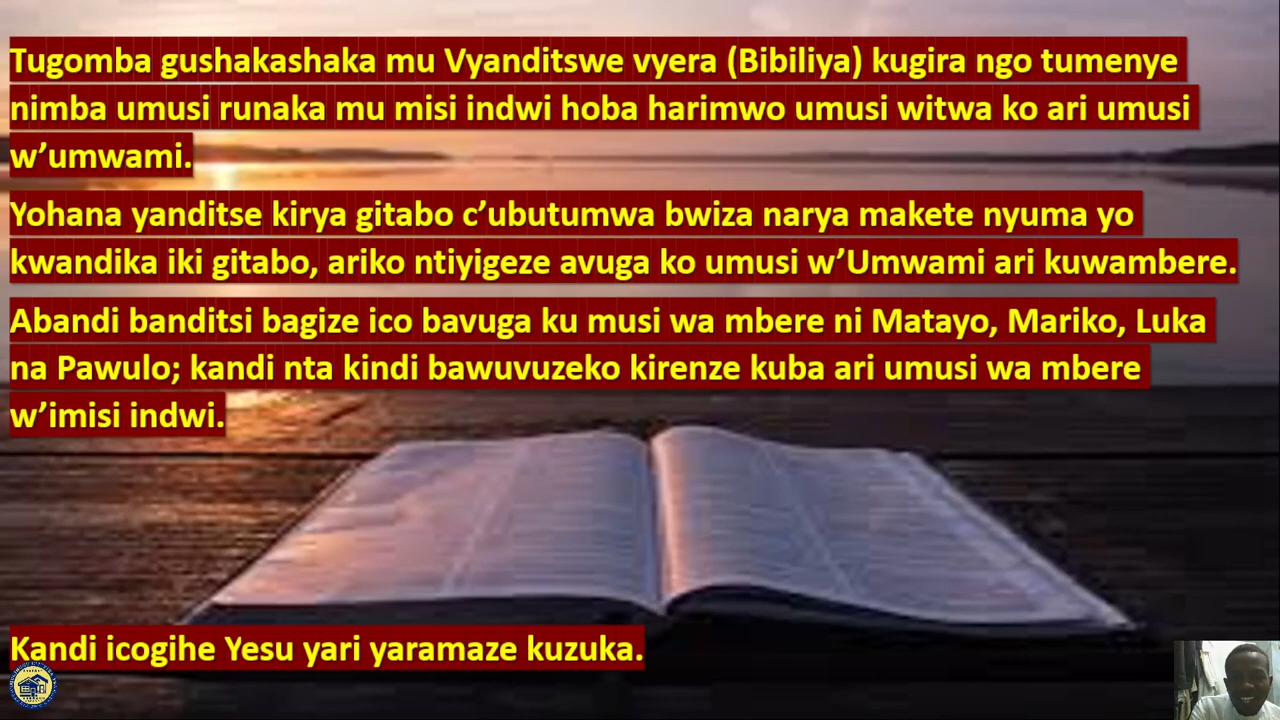 Tugomba gushakashaka mu Vyanditswe vyera (Bibiliya) kugira ngo tumenye
nimba umusi runaka mu misi indwi hoba harimwo umusi witwa ko ari umusi
w’umwami.
Yohana yanditse kirya gitabo c’ubutumwa bwiza narya makete nyuma yo
kwandika iki gitabo, ariko ntiyigeze avuga ko umusi w’Umwami ari kuwambere.
Abandi banditsi bagize ico bavuga ku musi wa mbere ni Matayo, Mariko, Luka
na Pawulo; kandi nta kindi bawuvuzeko kirenze kuba ari umusi wa mbere
w’imisi indwi.
Kandi icogihe Yesu yari yaramaze kuzuka.